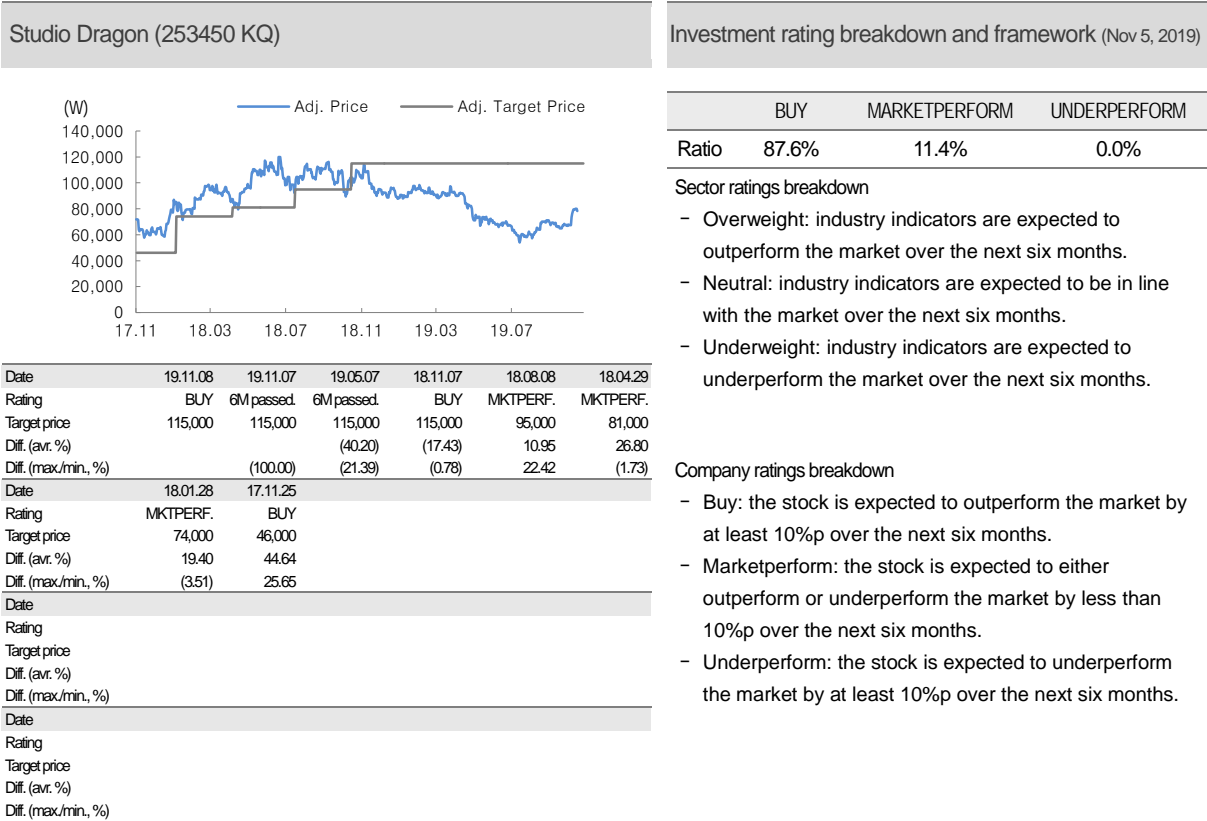 Studio Dragon (253450 KQ)
(W)
Adj. Price
Adj. Target Price
140,000
120,000
100,000
80,000
60,000
40,000
20,000
0
17.11 18.03 18.07 18.11 19.03 19.07
Date 19.11.08 19.11.07 19.05.07 18.11.07 18.08.08 18.04.29
Rating BUY 6M passed. 6M passed. BUY MKTPERF. MKTPERF.
Target price 115,000 115,000 115,000 115,000 95,000 81,000
Diff. (avr. %) (40.20) (17.43) 10.95 26.80
Diff. (max./min., %) (100.00) (21.39) (0.78) 22.42 (1.73)
Date 18.01.28 17.11.25
Rating MKTPERF. BUY
Target price 74,000 46,000
Diff. (avr. %) 19.40 44.64
Diff. (max./min., %) (3.51) 25.65
Date
Rating
Target price
Diff. (avr. %)
Diff. (max./min., %)
Date
Rating
Target price
Diff. (avr. %)
Diff. (max./min., %)
Investment rating breakdown and framework (Nov 5, 2019)
BUY MARKETPERFORM UNDERPERFORM
Ratio 87.6% 11.4% 0.0%
Sector ratings breakdown
− Overweight: industry indicators are expected to
outperform the market over the next six months.
− Neutral: industry indicators are expected to be in line
with the market over the next six months.
− Underweight: industry indicators are expected to
underperform the market over the next six months.
Company ratings breakdown
− Buy: the stock is expected to outperform the market by
at least 10%p over the next six months.
− Marketperform: the stock is expected to either
outperform or underperform the market by less than
10%p over the next six months.
− Underperform: the stock is expected to underperform
the market by at least 10%p over the next six months.